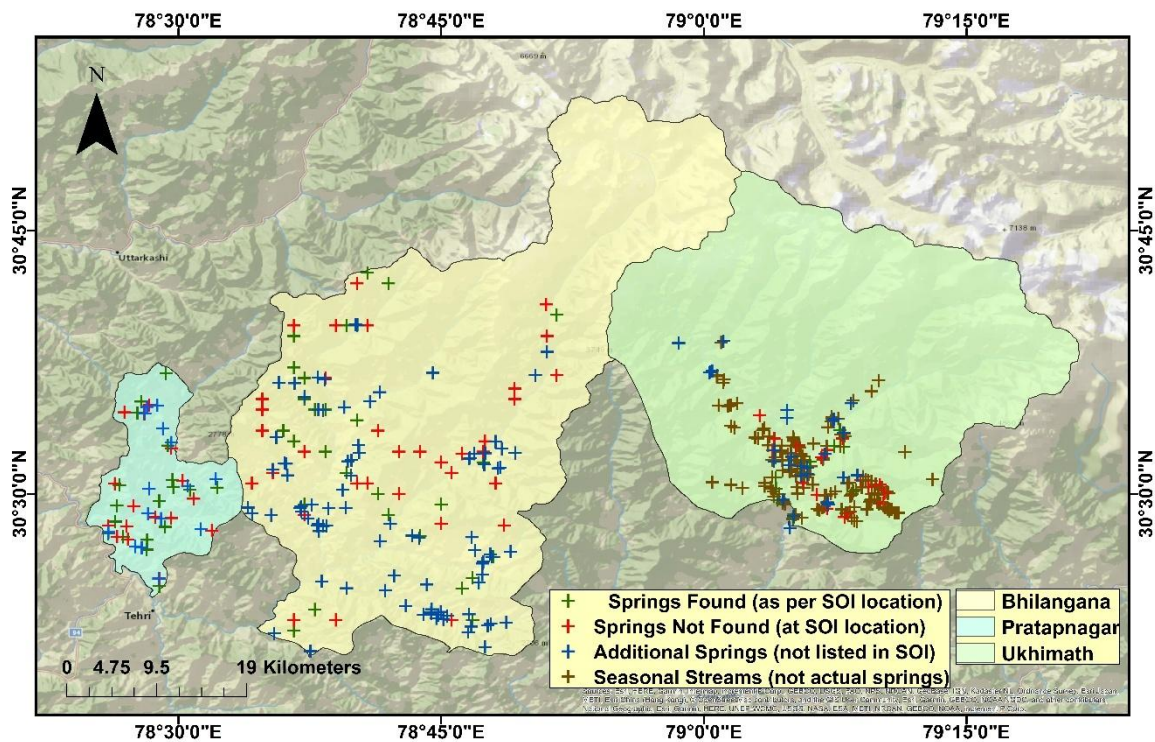 78°30'0"E 78°45'0"E 79°0'0"E 79°15'0"E
N
6669 m
30°45'0"N 30°45'0"N
7138 m
Uttarkashi
30°30'0"N 30°30'0"N
Tehri
Springs Found (as per SOI location)
Springs Not Found (at SOI location)
Additional Springs (not listed in SOI)
Seasonal Streams (not actual springs)
Bhilangana
Pratapnagar
Ukhimath
0 4.75 9.5 19 Kilometers
78°30'0"E 78°45'0"E 79°0'0"E 79°15'0"E